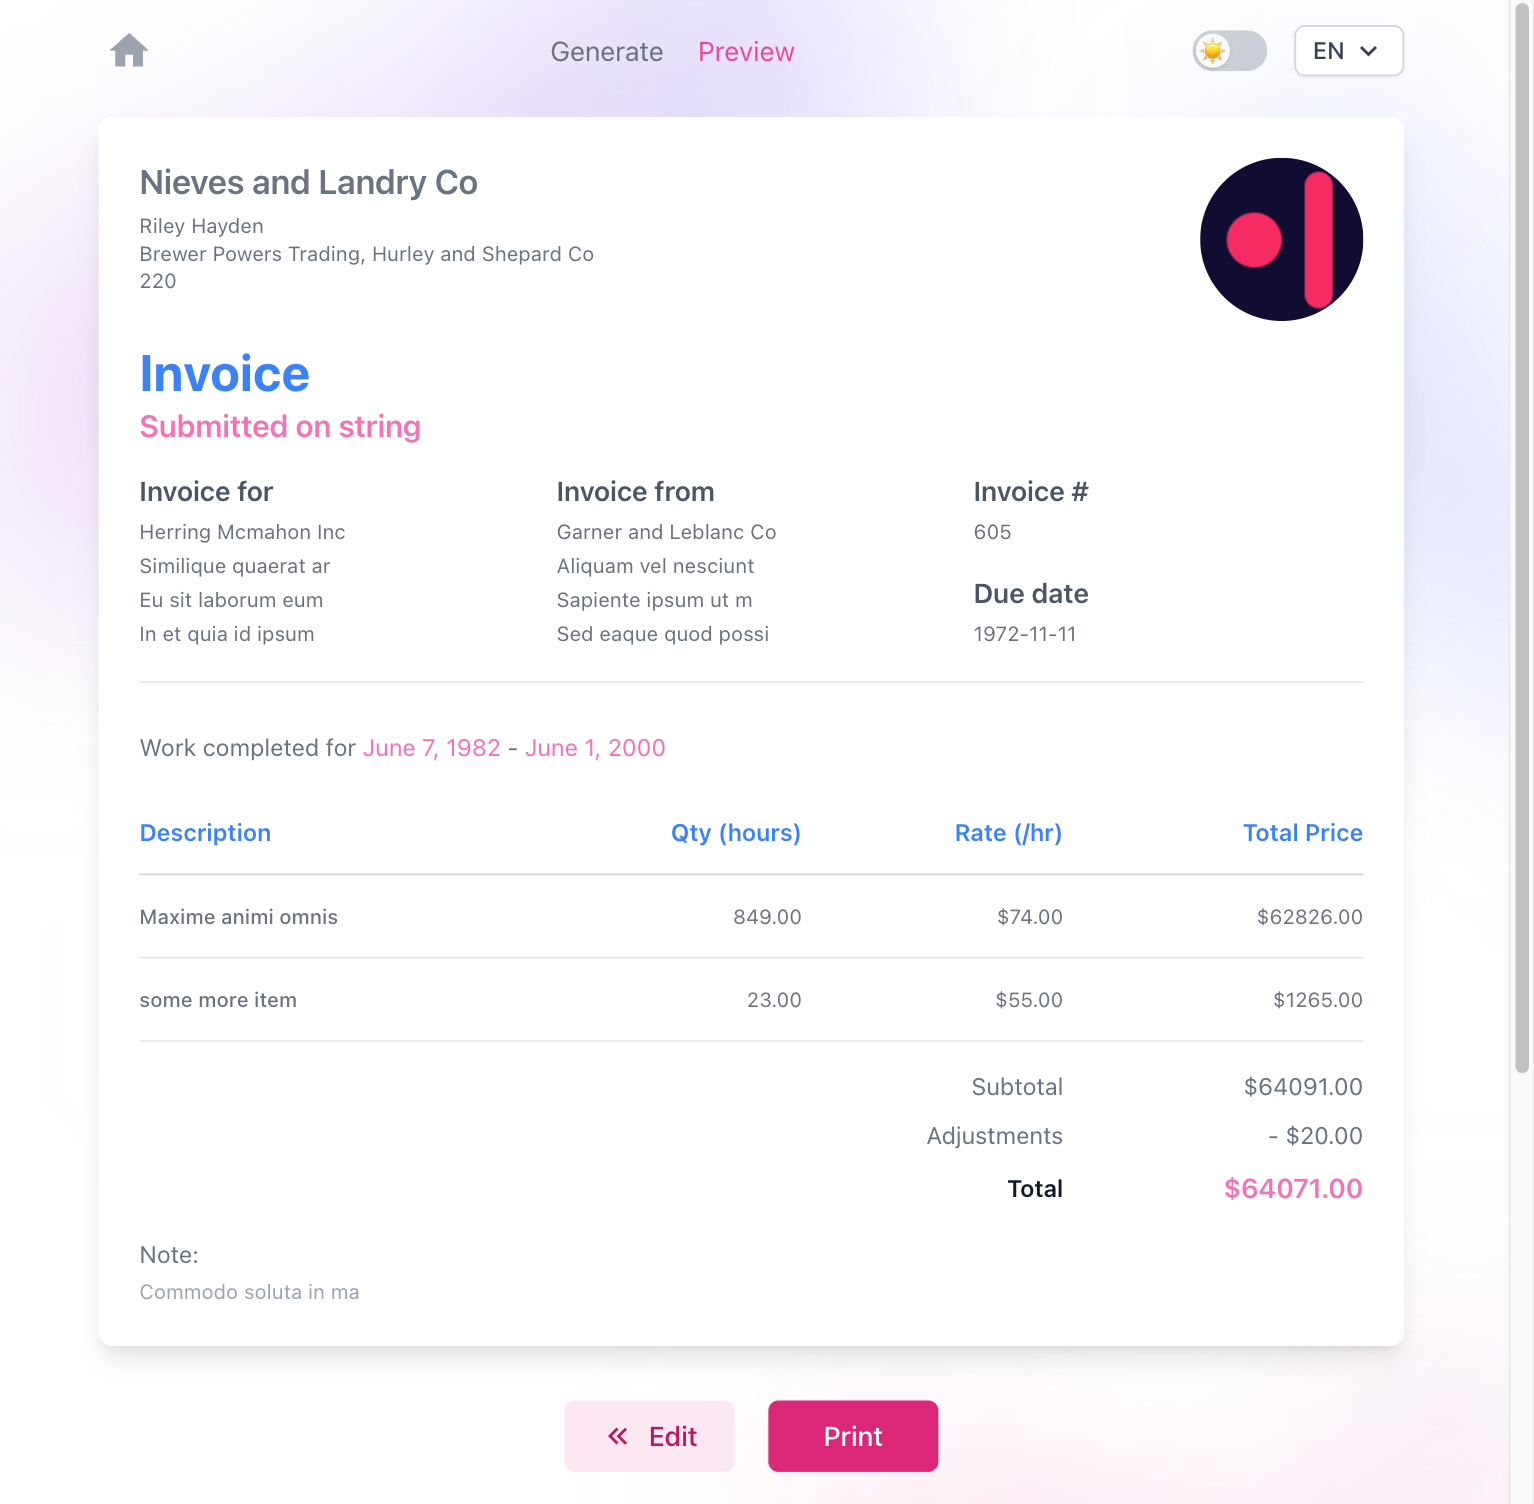 Generate Preview EN
Nieves and Landry Co
Riley Hayden
Brewer Powers Trading, Hurley and Shepard Co
220
Invoice
Submitted on string
Invoice for Invoice from Invoice #
Herring Mcmahon Inc Garner and Leblanc Co 605
Similique quaerat ar Aliquam vel nesciunt
Eu sit laborum eum Sapiente ipsum ut m Due date
In et quia id ipsum Sed eaque quod possi 1972-11-11
Work completed for June 7, 1982 - June 1, 2000
Description Qty (hours) Rate (/hr) Total Price
Maxime animi omnis 849.00 $74.00 $62826.00
some more item 23.00 $55.00 $1265.00
Subtotal $64091.00
Adjustments - $20.00
Total $64071.00
Note:
Commodo soluta in ma
Edit Print